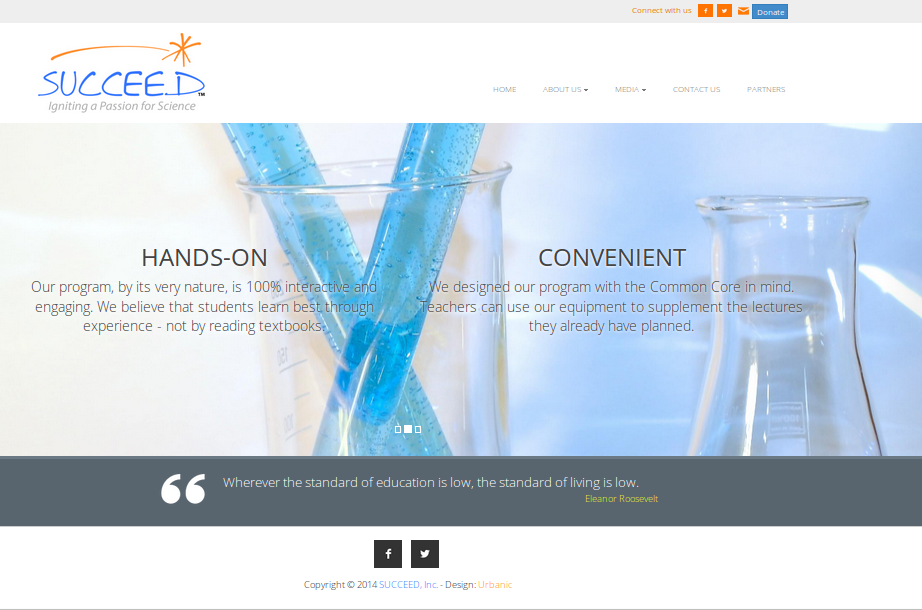 Connect with us
Donate
SUCCEED™
Igniting a Passion for Science
HOME
ABOUT US
MEDIA
CONTACT US
PARTNERS
HANDS-ON
Our program, by its very nature, is 100% interactive and
engaging. We believe that students learn best through
experience - not by reading textbooks.
CONVENIENT
We designed our program with the Common Core in mind.
Teachers can use our equipment to supplement the lectures
they already have planned.
Wherever the standard of education is low, the standard of living is low.
Eleanor Roosevelt
Copyright © 2014 SUCCEED, Inc. - Design: Urbanic